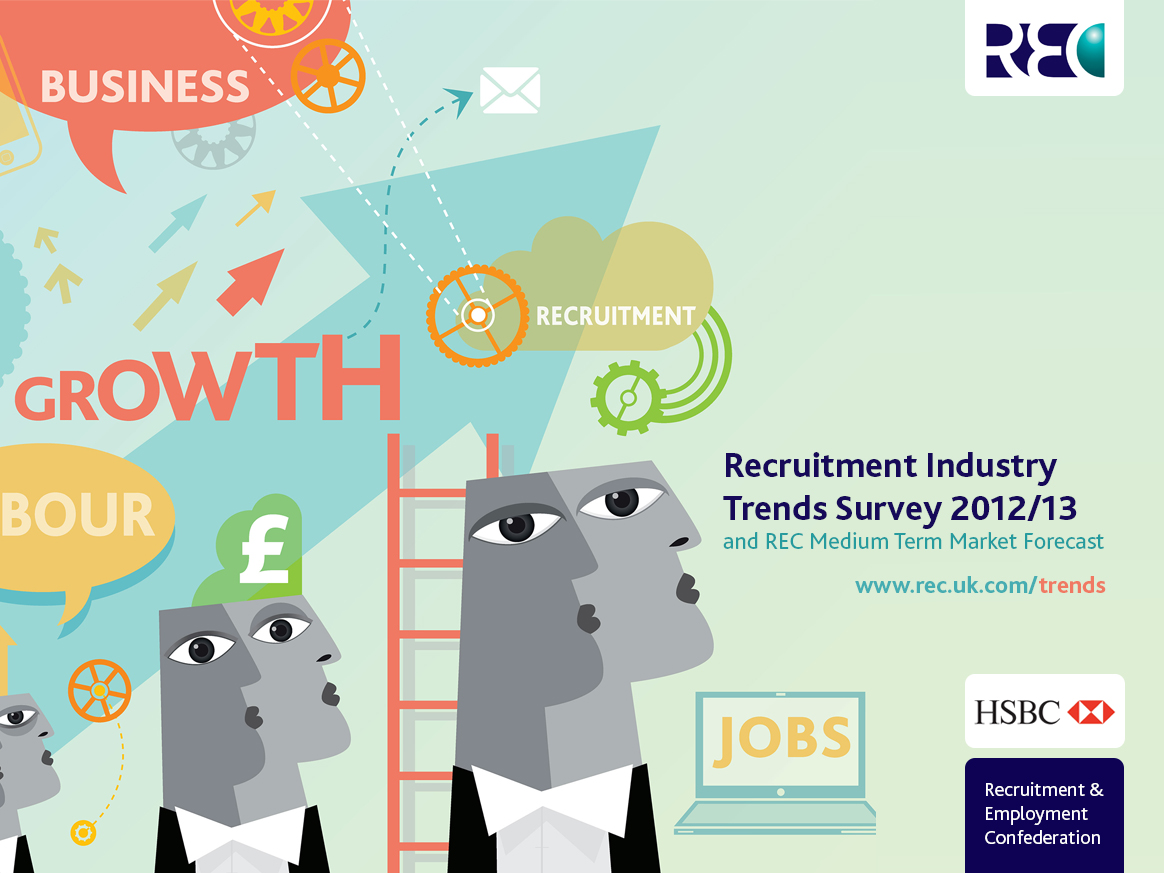 BUSINESS
REC
RECRUITMENT
GROWTH
BOUR
£
Recruitment Industry
Trends Survey 2012/13
and REC Medium Term Market Forecast
www.rec.uk.com/trends
JOBS
HSBC
Recruitment &
Employment
Confederation